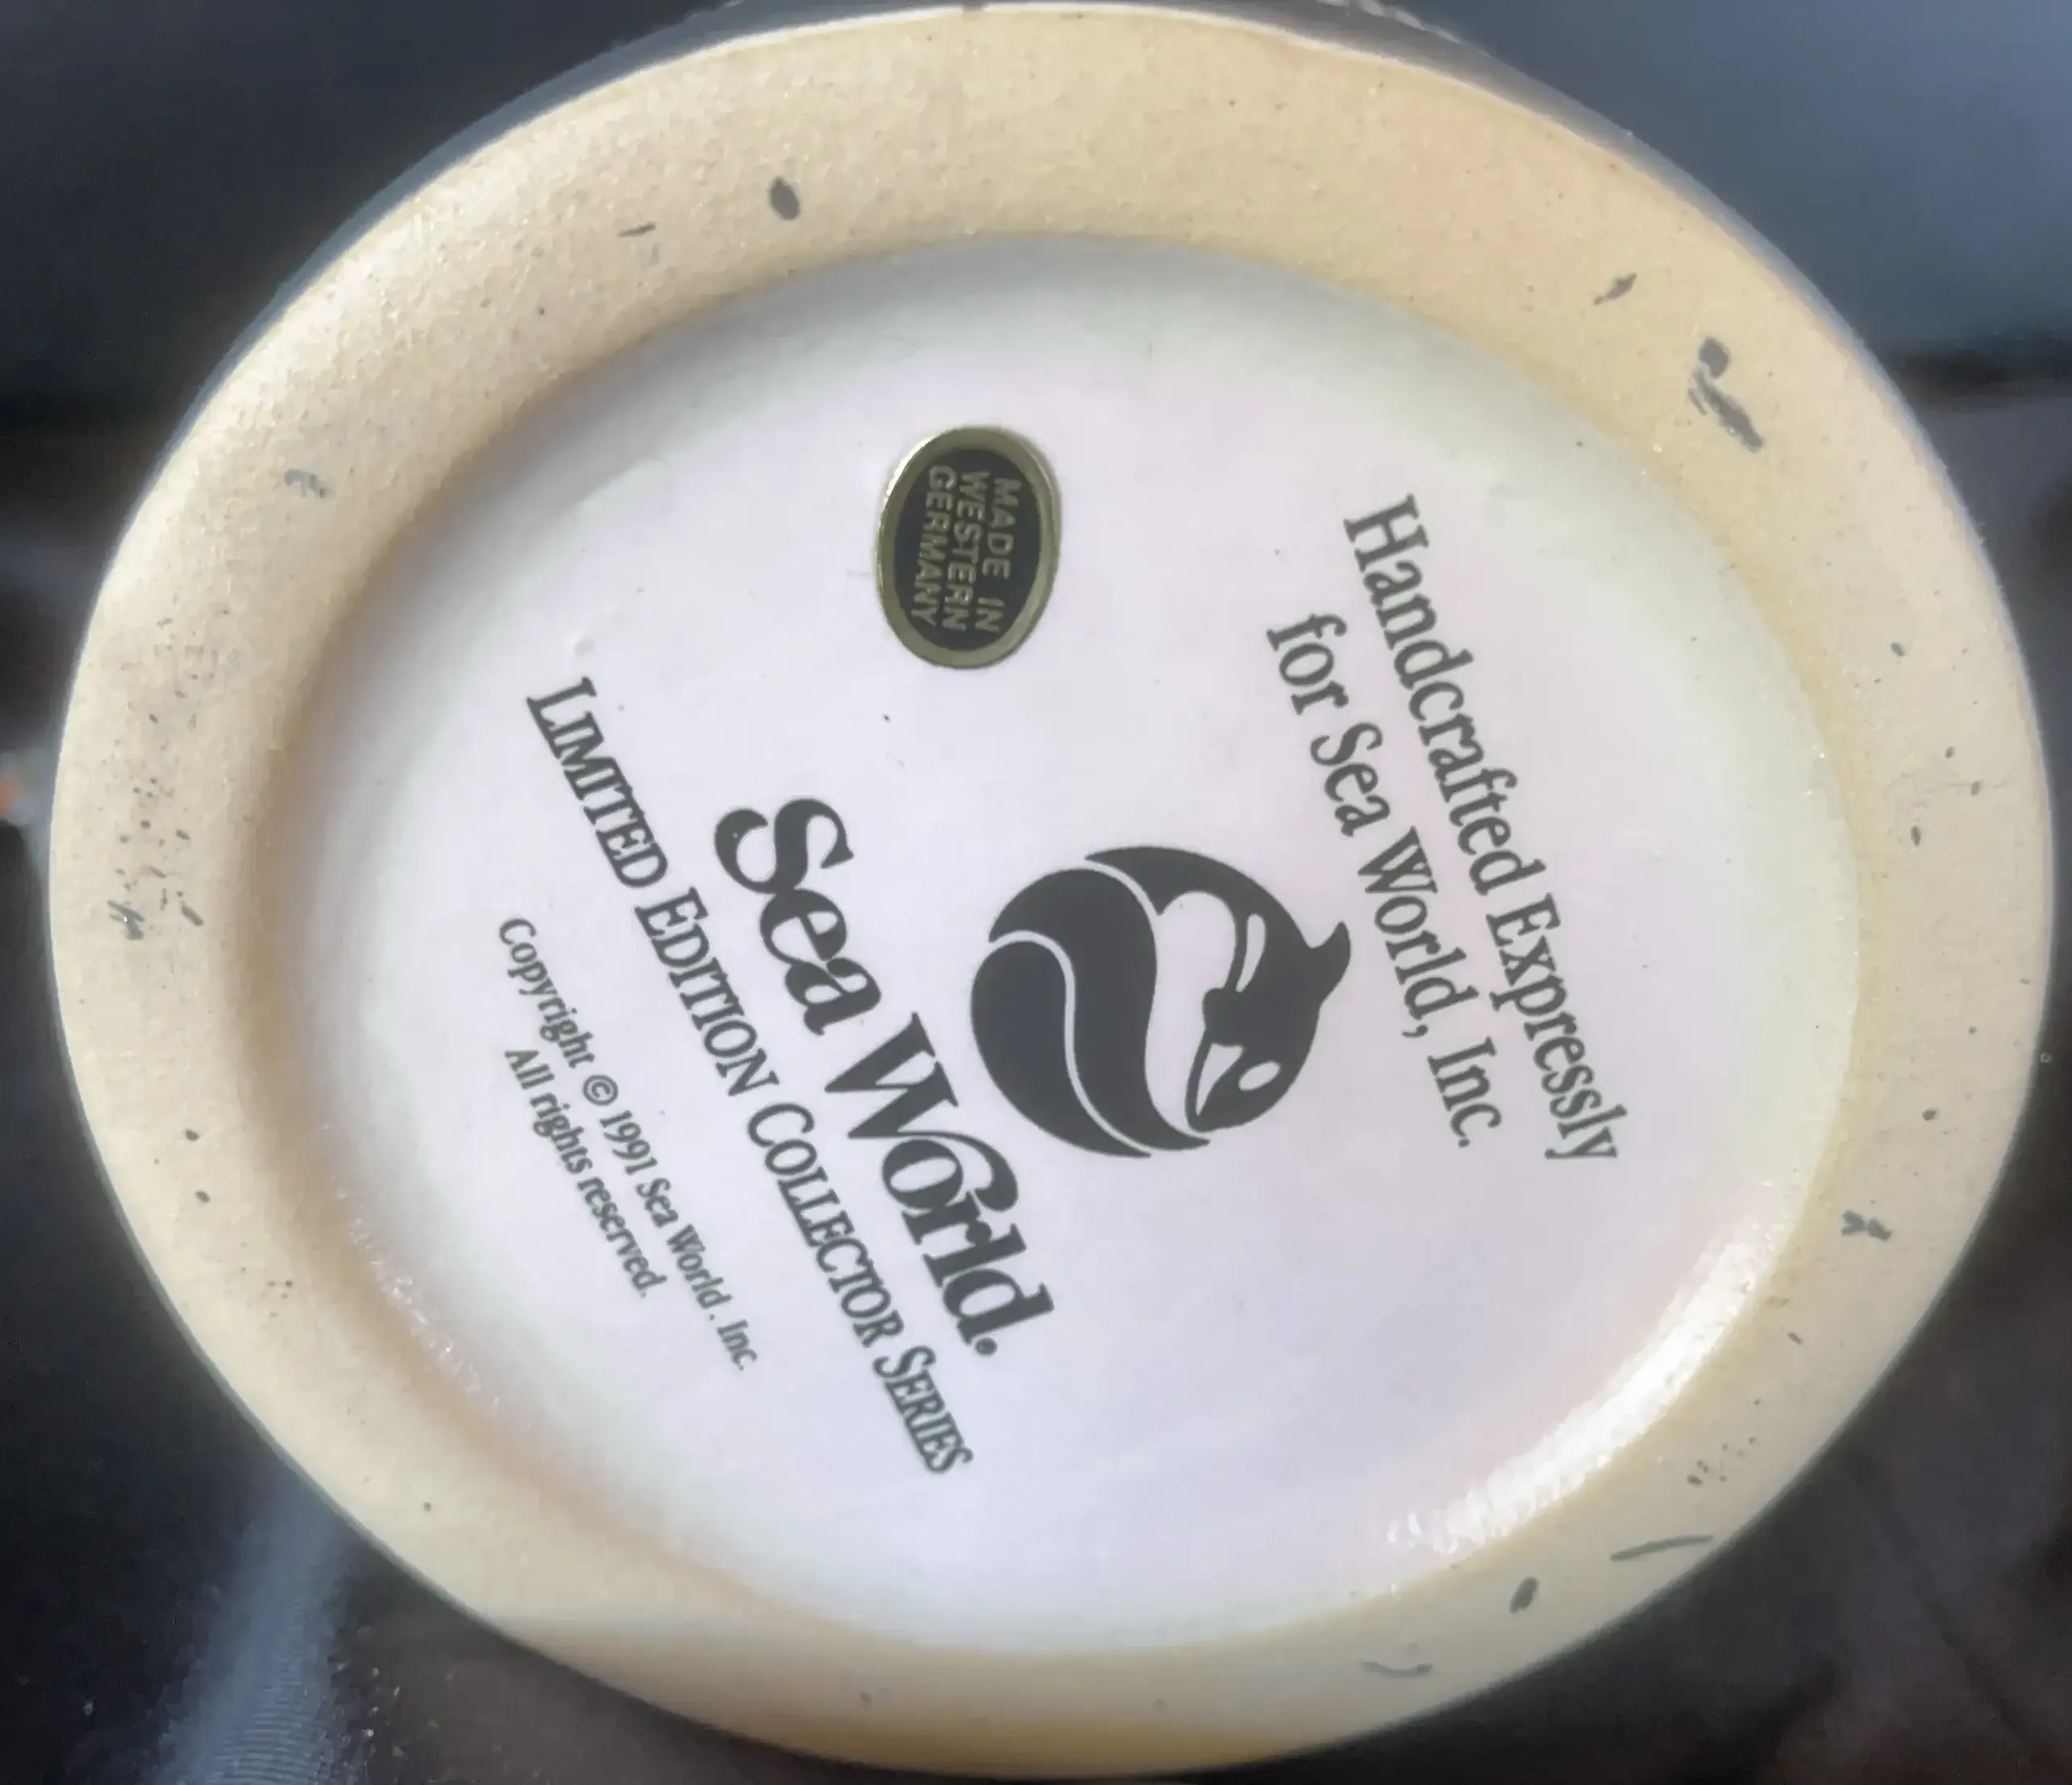 Handcrafted Expressly
for Sea World, Inc.
MADE IN
WESTERN
GERMANY
Sea World.
LIMITED EDITION COLLECTOR SERIES
Copyright © 1991 Sea World . Inc.
All rights reserved.